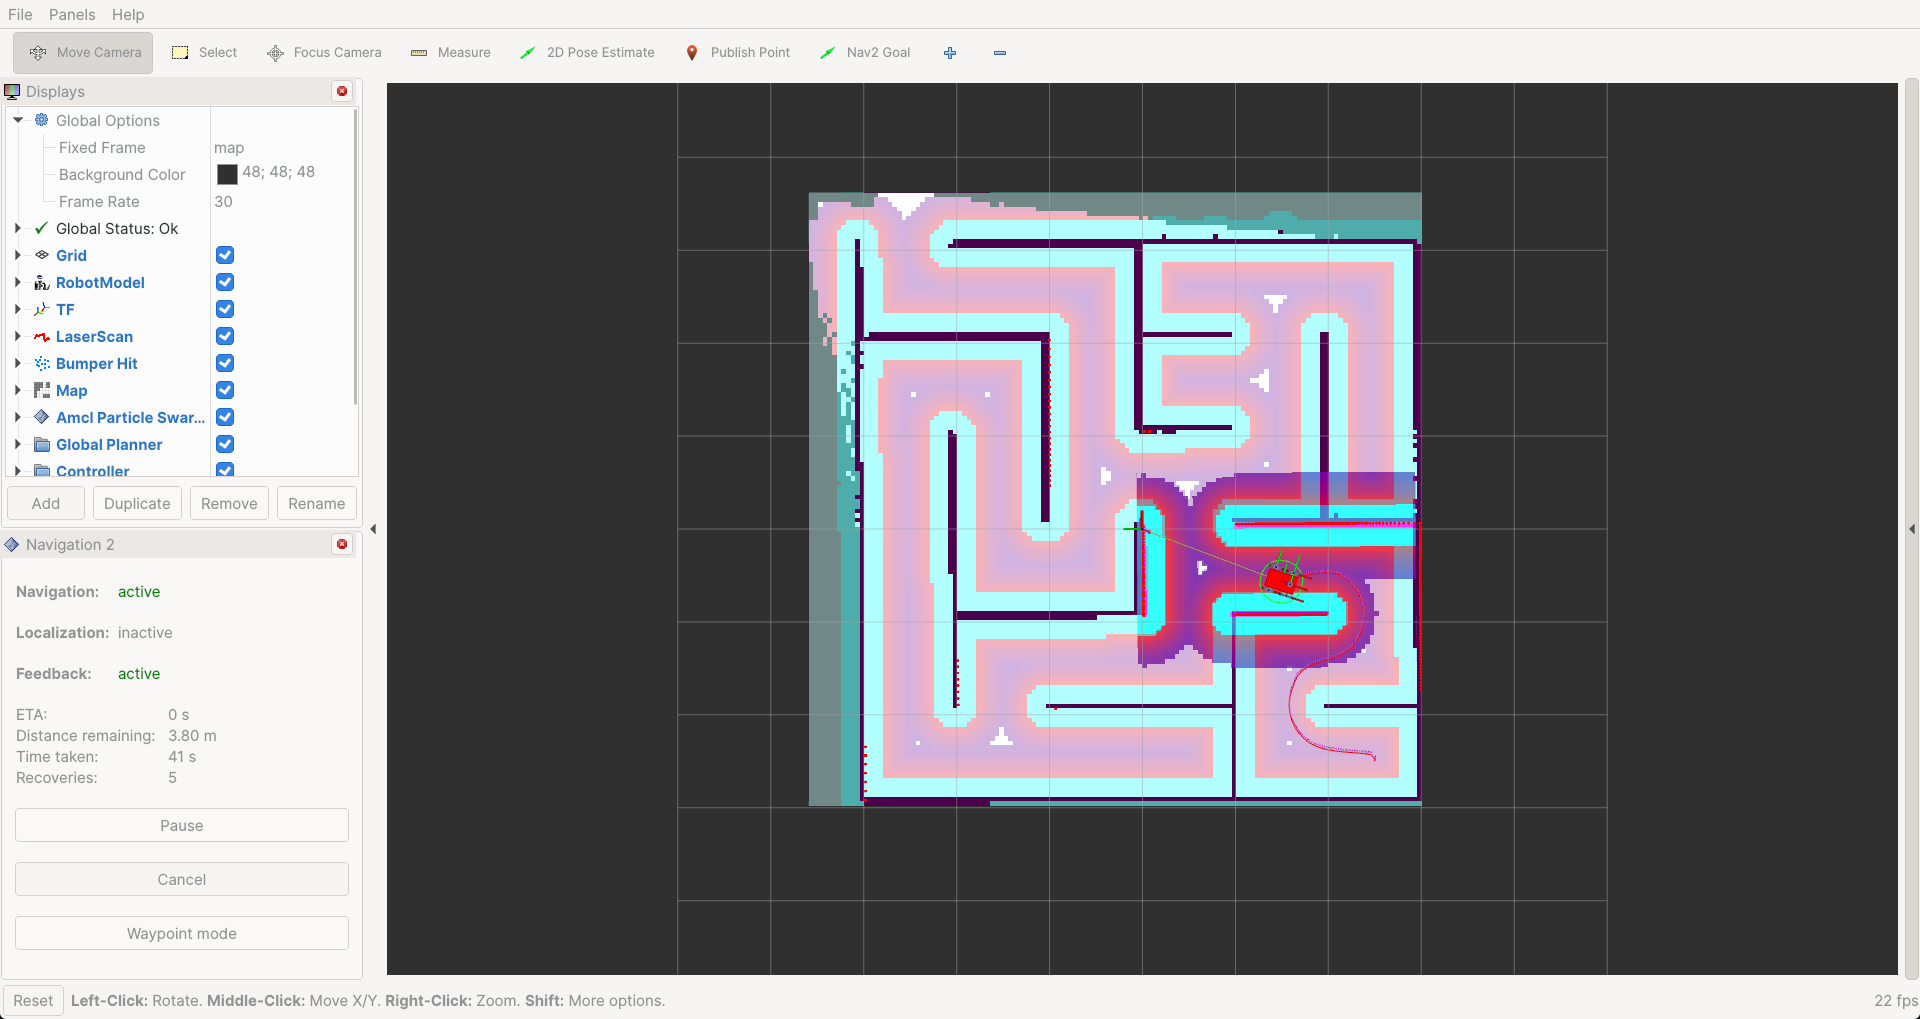 File Panels Help
Move Camera Select Focus Camera Measure 2D Pose Estimate Publish Point Nav2 Goal
Displays
Global Options
Fixed Frame map
Background Color 48; 48; 48
Frame Rate 30
Global Status: Ok
Grid
RobotModel
TF
LaserScan
Bumper Hit
Map
Amcl Particle Swar...
Global Planner
Controller
Add Duplicate Remove Rename
Navigation 2
Navigation: active
Localization: inactive
Feedback: active
ETA: 0 s
Distance remaining: 3.80 m
Time taken: 41 s
Recoveries: 5
Pause
Cancel
Waypoint mode
Reset Left-Click: Rotate. Middle-Click: Move X/Y. Right-Click: Zoom. Shift: More options. 22 fps